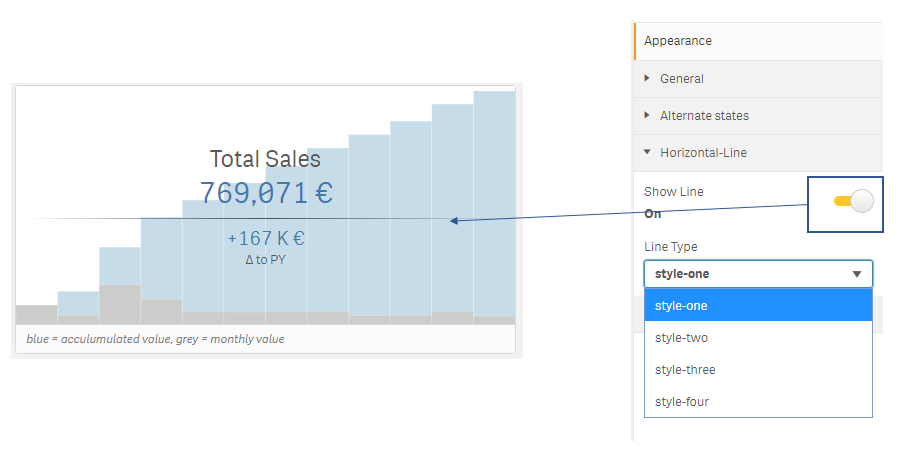 Total Sales
769,071 €
+167 K €
Δ to PY
blue = acculumated value, grey = monthly value
Appearance
General
Alternate states
Horizontal-Line
Show Line
On
Line Type
style-one
style-one
style-two
style-three
style-four